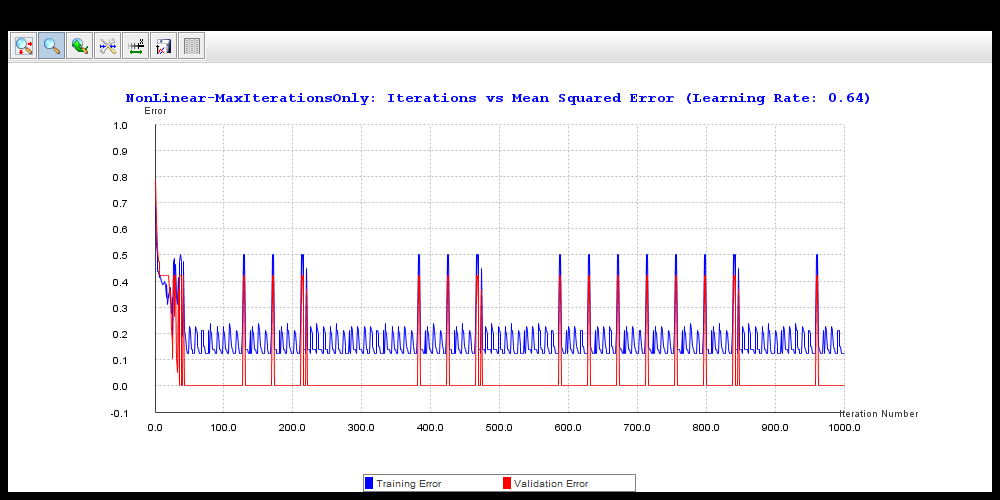 NonLinear-MaxIterationsOnly: Iterations vs Mean Squared Error (Learning Rate: 0.64)
Error
1.0
0.9
0.8
0.7
0.6
0.5
0.4
0.3
0.2
0.1
0.0
-0.1
Iteration Number
0.0 100.0 200.0 300.0 400.0 500.0 600.0 700.0 800.0 900.0 1000.0
Training Error Validation Error